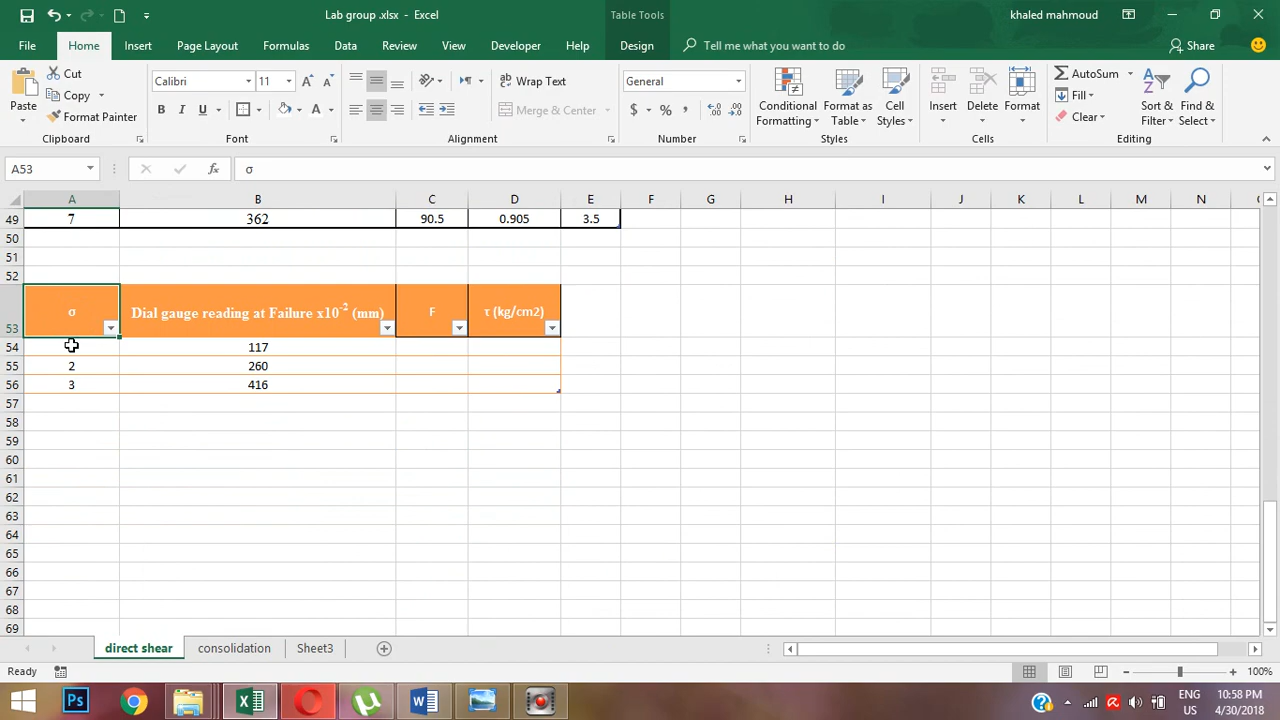 Lab group .xlsx - Excel
Table Tools
khaled mahmoud
File Home Insert Page Layout Formulas Data Review View Developer Help Design Tell me what you want to do Share
Paste
Cut
Copy
Format Painter
Clipboard
Calibri 11
B I U
Font
Wrap Text
Merge & Center
Alignment
General
$ % ,
Number
Conditional Formatting
Format as Table
Cell Styles
Styles
Insert
Delete
Format
Cells
AutoSum
Fill
Clear
Sort & Filter
Find & Select
Editing
A53 fx σ
A B C D E F G H I J K L M N
49 7 362 90.5 0.905 3.5
50
51
52
53 σ Dial gauge reading at Failure x10-2 (mm) F τ (kg/cm2)
54 117
55 2 260
56 3 416
57
58
59
60
61
62
63
64
65
66
67
68
69
direct shear consolidation Sheet3
Ready 100%
Ps W ENG 10:58 PM
US 4/30/2018